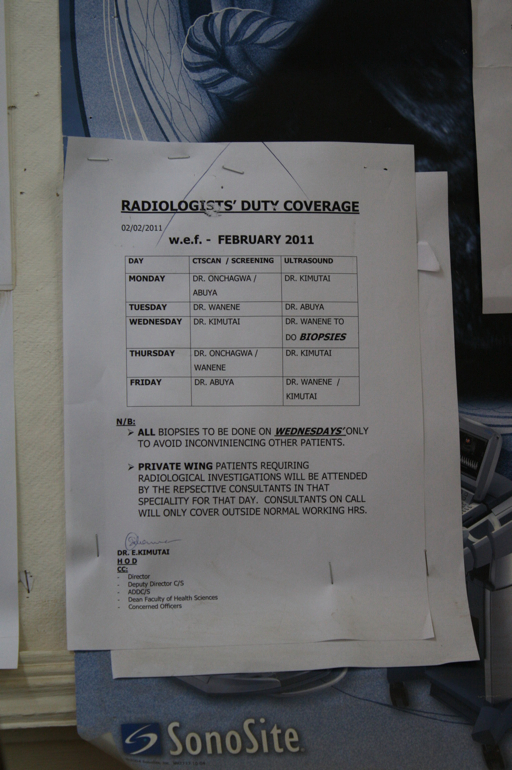 RADIOLOGISTS' DUTY COVERAGE
02/02/2011
w.e.f. - FEBRUARY 2011
DAY CTSCAN / SCREENING ULTRASOUND
MONDAY DR. ONCHAGWA / DR. KIMUTAI
ABUYA
TUESDAY DR. WANENE DR. ABUYA
WEDNESDAY DR. KIMUTAI DR. WANENE TO
DO BIOPSIES
THURSDAY DR. ONCHAGWA / DR. KIMUTAI
WANENE
FRIDAY DR. ABUYA DR. WANENE /
KIMUTAI
N/B:
➢ ALL BIOPSIES TO BE DONE ON WEDNESDAYS' ONLY
TO AVOID INCONVINIENCING OTHER PATIENTS.
➢ PRIVATE WING PATIENTS REQUIRING
RADIOLOGICAL INVESTIGATIONS WILL BE ATTENDED
BY THE REPSECTIVE CONSULTANTS IN THAT
SPECIALITY FOR THAT DAY. CONSULTANTS ON CALL
WILL ONLY COVER OUTSIDE NORMAL WORKING HRS.
DR. E.KIMUTAI
H O D
CC:
- Director
- Deputy Director C/S
- ADDC/S
- Dean Faculty of Health Sciences
- Concerned Officers
SonoSite